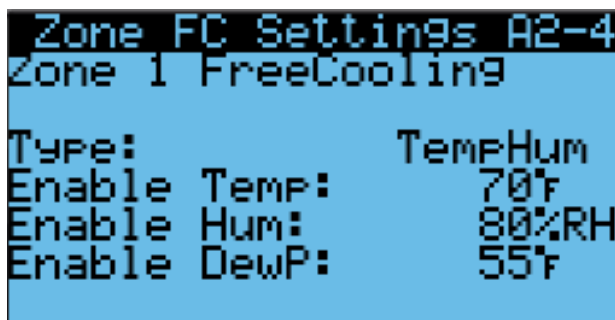 Zone FC Settings A2-4
Zone 1 FreeCooling
Type: TempHum
Enable Temp: 70°F
Enable Hum: 80%RH
Enable DewP: 55°F